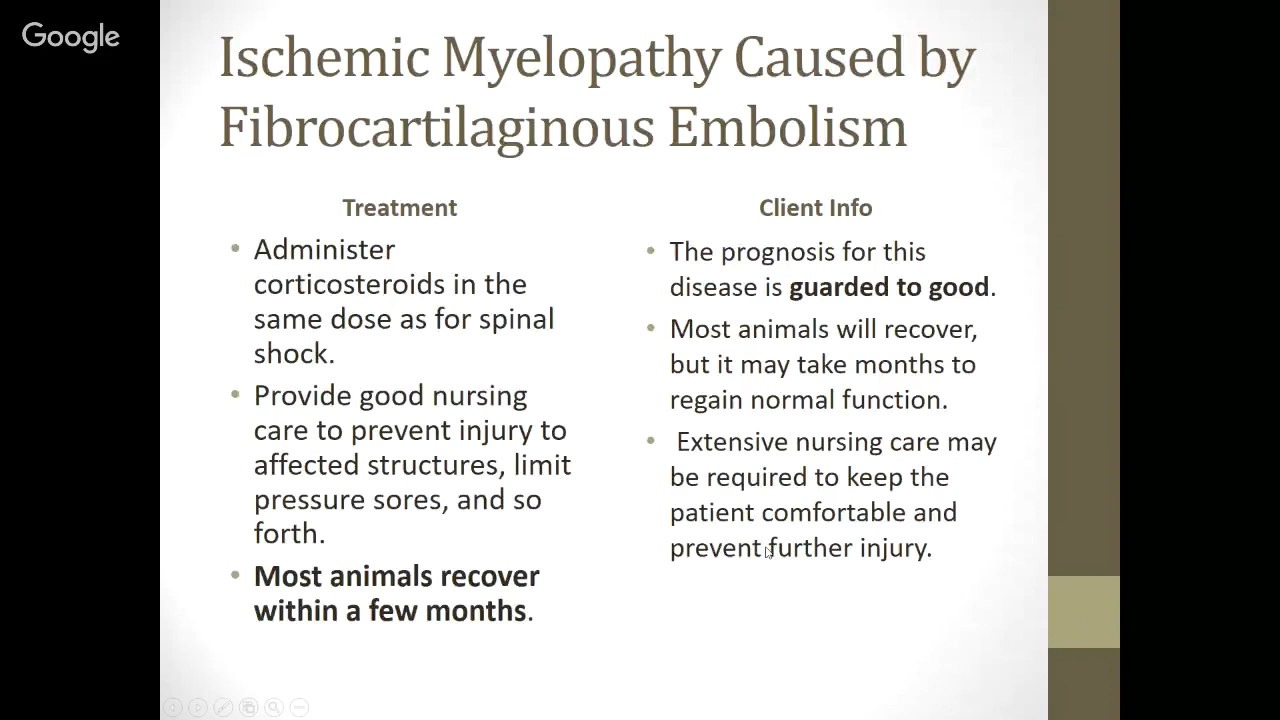 Google
Ischemic Myelopathy Caused by
Fibrocartilaginous Embolism
Treatment
• Administer
corticosteroids in the
same dose as for spinal
shock.
• Provide good nursing
care to prevent injury to
affected structures, limit
pressure sores, and so
forth.
• Most animals recover
within a few months.
Client Info
• The prognosis for this
disease is guarded to good.
• Most animals will recover,
but it may take months to
regain normal function.
• Extensive nursing care may
be required to keep the
patient comfortable and
prevent further injury.